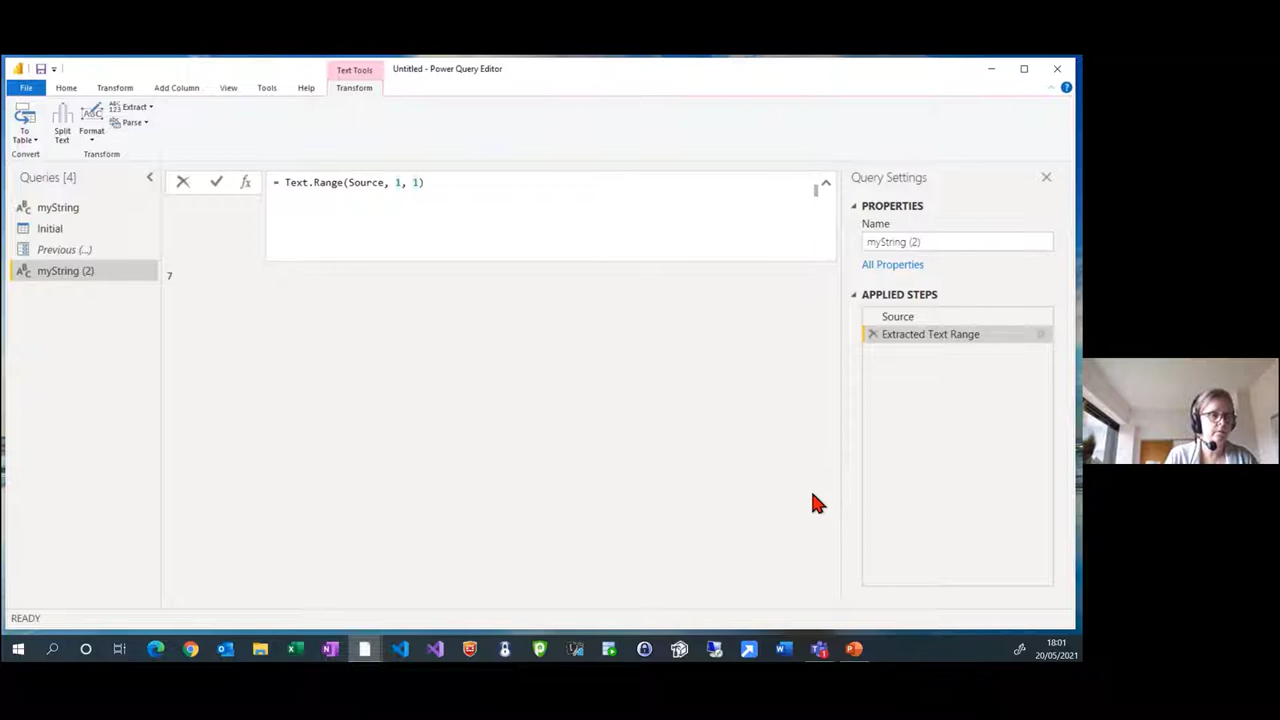 Text Tools
Untitled - Power Query Editor
File Home Transform Add Column View Tools Help Transform
To Table
Split Text
Format
Extract
Parse
Convert
Transform
Queries [4]
myString
Initial
Previous (...)
myString (2)
= Text.Range(Source, 1, 1)
7
Query Settings
PROPERTIES
Name
myString (2)
All Properties
APPLIED STEPS
Source
Extracted Text Range
READY
18:01
20/05/2021